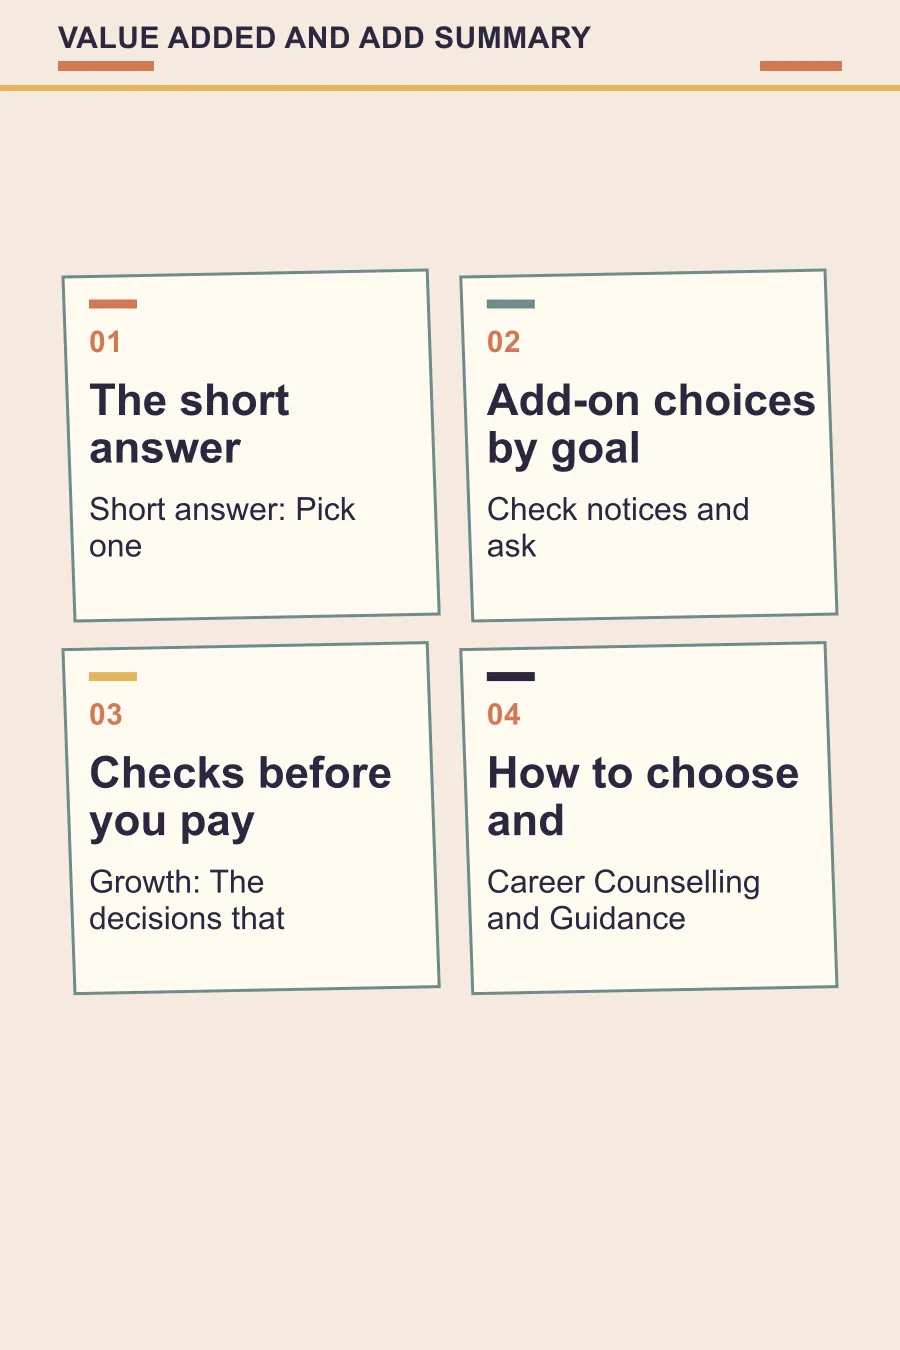 VALUE ADDED AND ADD SUMMARY
01
The short
answer
Short answer: Pick
one
02
Add-on choices
by goal
Check notices and
ask
03
Checks before
you pay
Growth: The
decisions that
04
How to choose
and
Career Counselling
and Guidance